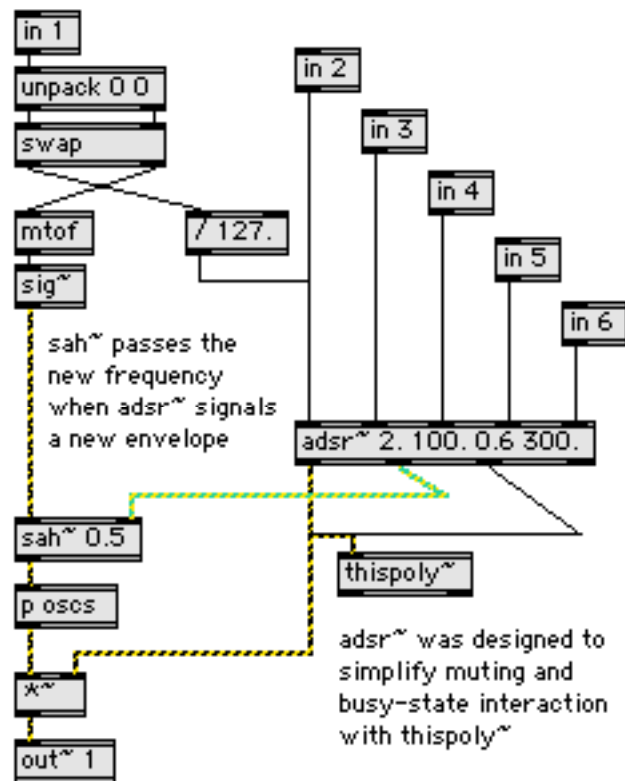 in 1
unpack 0 0
swap
in 2
in 3
in 4
in 5
in 6
mtof
/ 127.
sig~
sah~ passes the
new frequency
when adsr~ signals
a new envelope
adsr~ 2. 100. 0.6 300.
sah~ 0.5
thispoly~
p oscs
adsr~ was designed to
simplify muting and
busy-state interaction
with thispoly~
*~
out~ 1